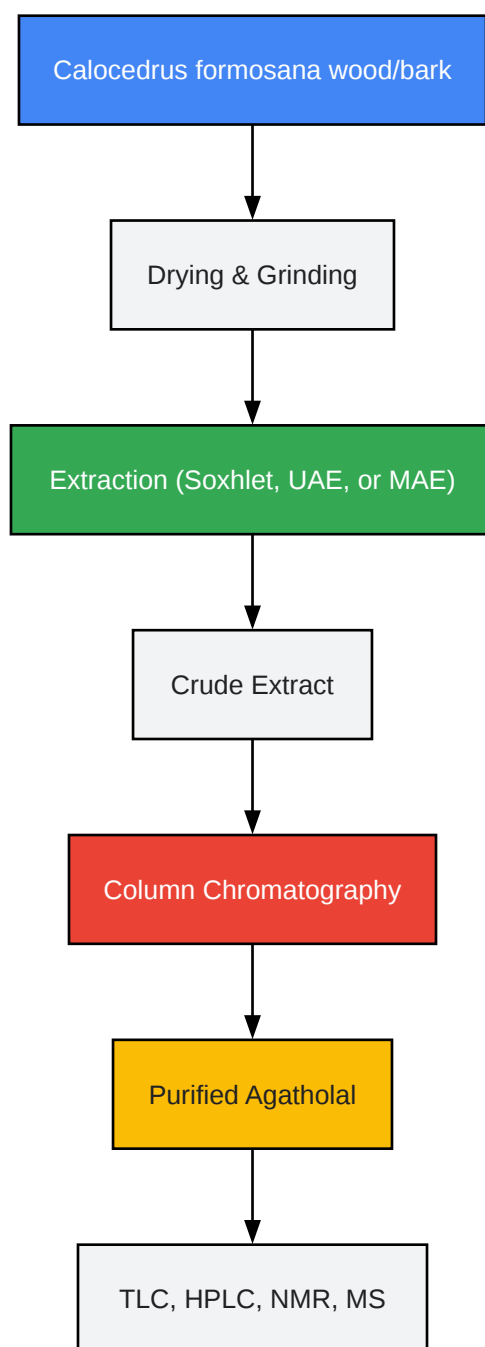 Calocedrus formosana wood/bark
Drying & Grinding
Extraction (Soxhlet, UAE, or MAE)
Crude Extract
Column Chromatography
Purified Agatholal
TLC, HPLC, NMR, MS